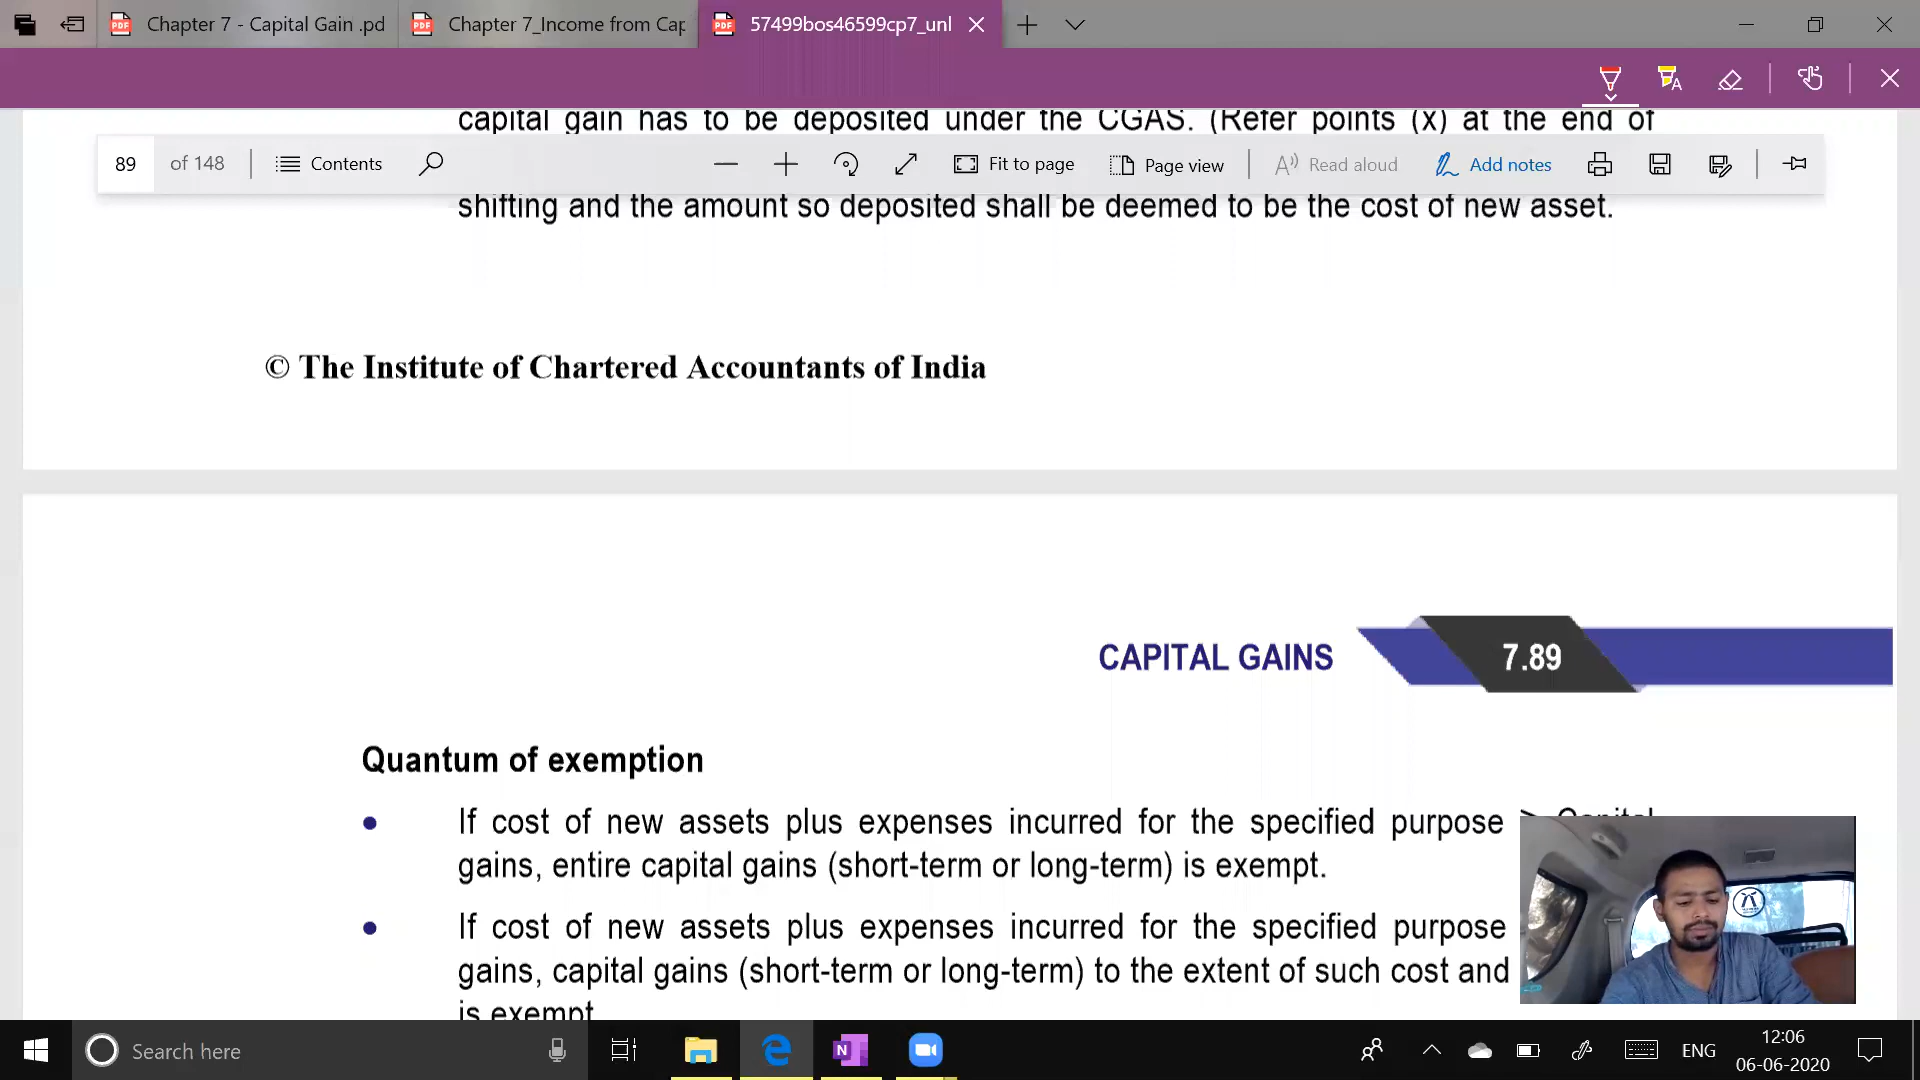 Chapter 7 - Capital Gain .pd
Chapter 7_Income from Cap
57499bos46599cp7_unl
capital gain has to be deposited under the CGAS. (Refer points (x) at the end of
89 of 148 Contents Fit to page Page view Read aloud Add notes
shifting and the amount so deposited shall be deemed to be the cost of new asset.
© The Institute of Chartered Accountants of India
CAPITAL GAINS 7.89
Quantum of exemption
• If cost of new assets plus expenses incurred for the specified purpose ≥ Capital
gains, entire capital gains (short-term or long-term) is exempt.
• If cost of new assets plus expenses incurred for the specified purpose
gains, capital gains (short-term or long-term) to the extent of such cost and
is exempt
Search here
ENG
12:06
06-06-2020